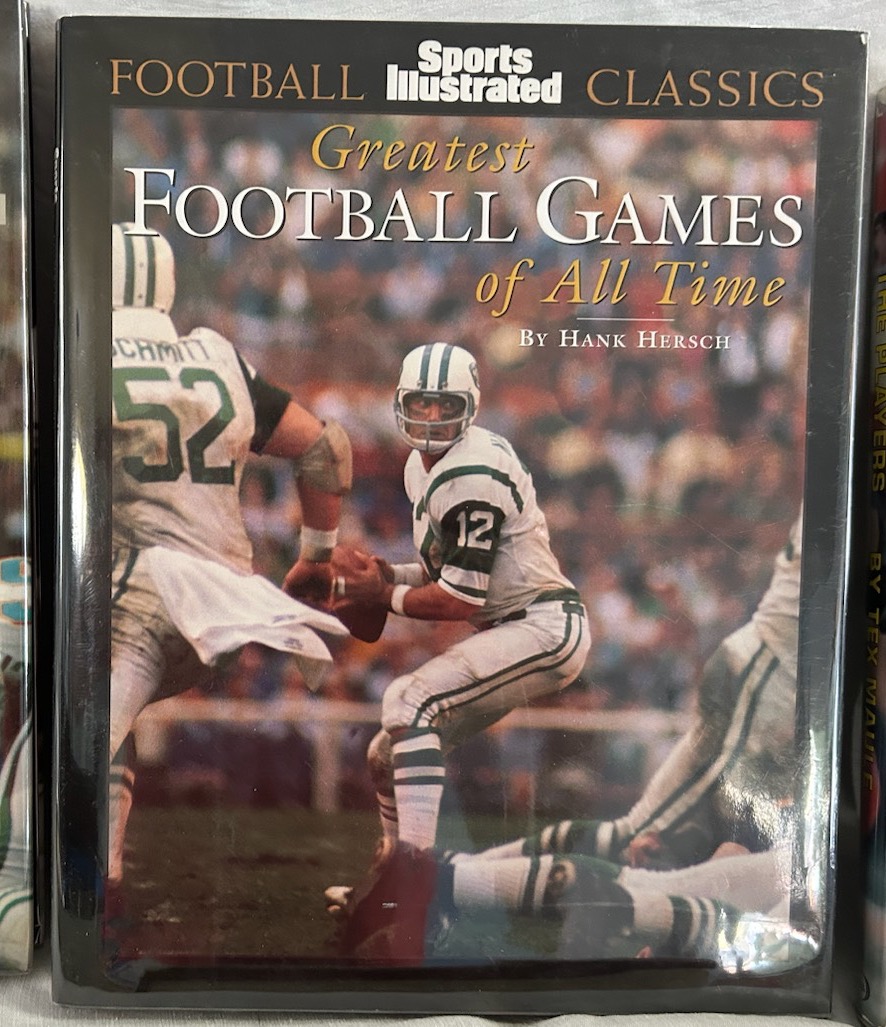 FOOTBALL Sports Illustrated CLASSICS
Greatest
FOOTBALL GAMES
of All Time
BY HANK HERSCH
SCHMITT
52
12
PLAYERS BY TEX MAULE